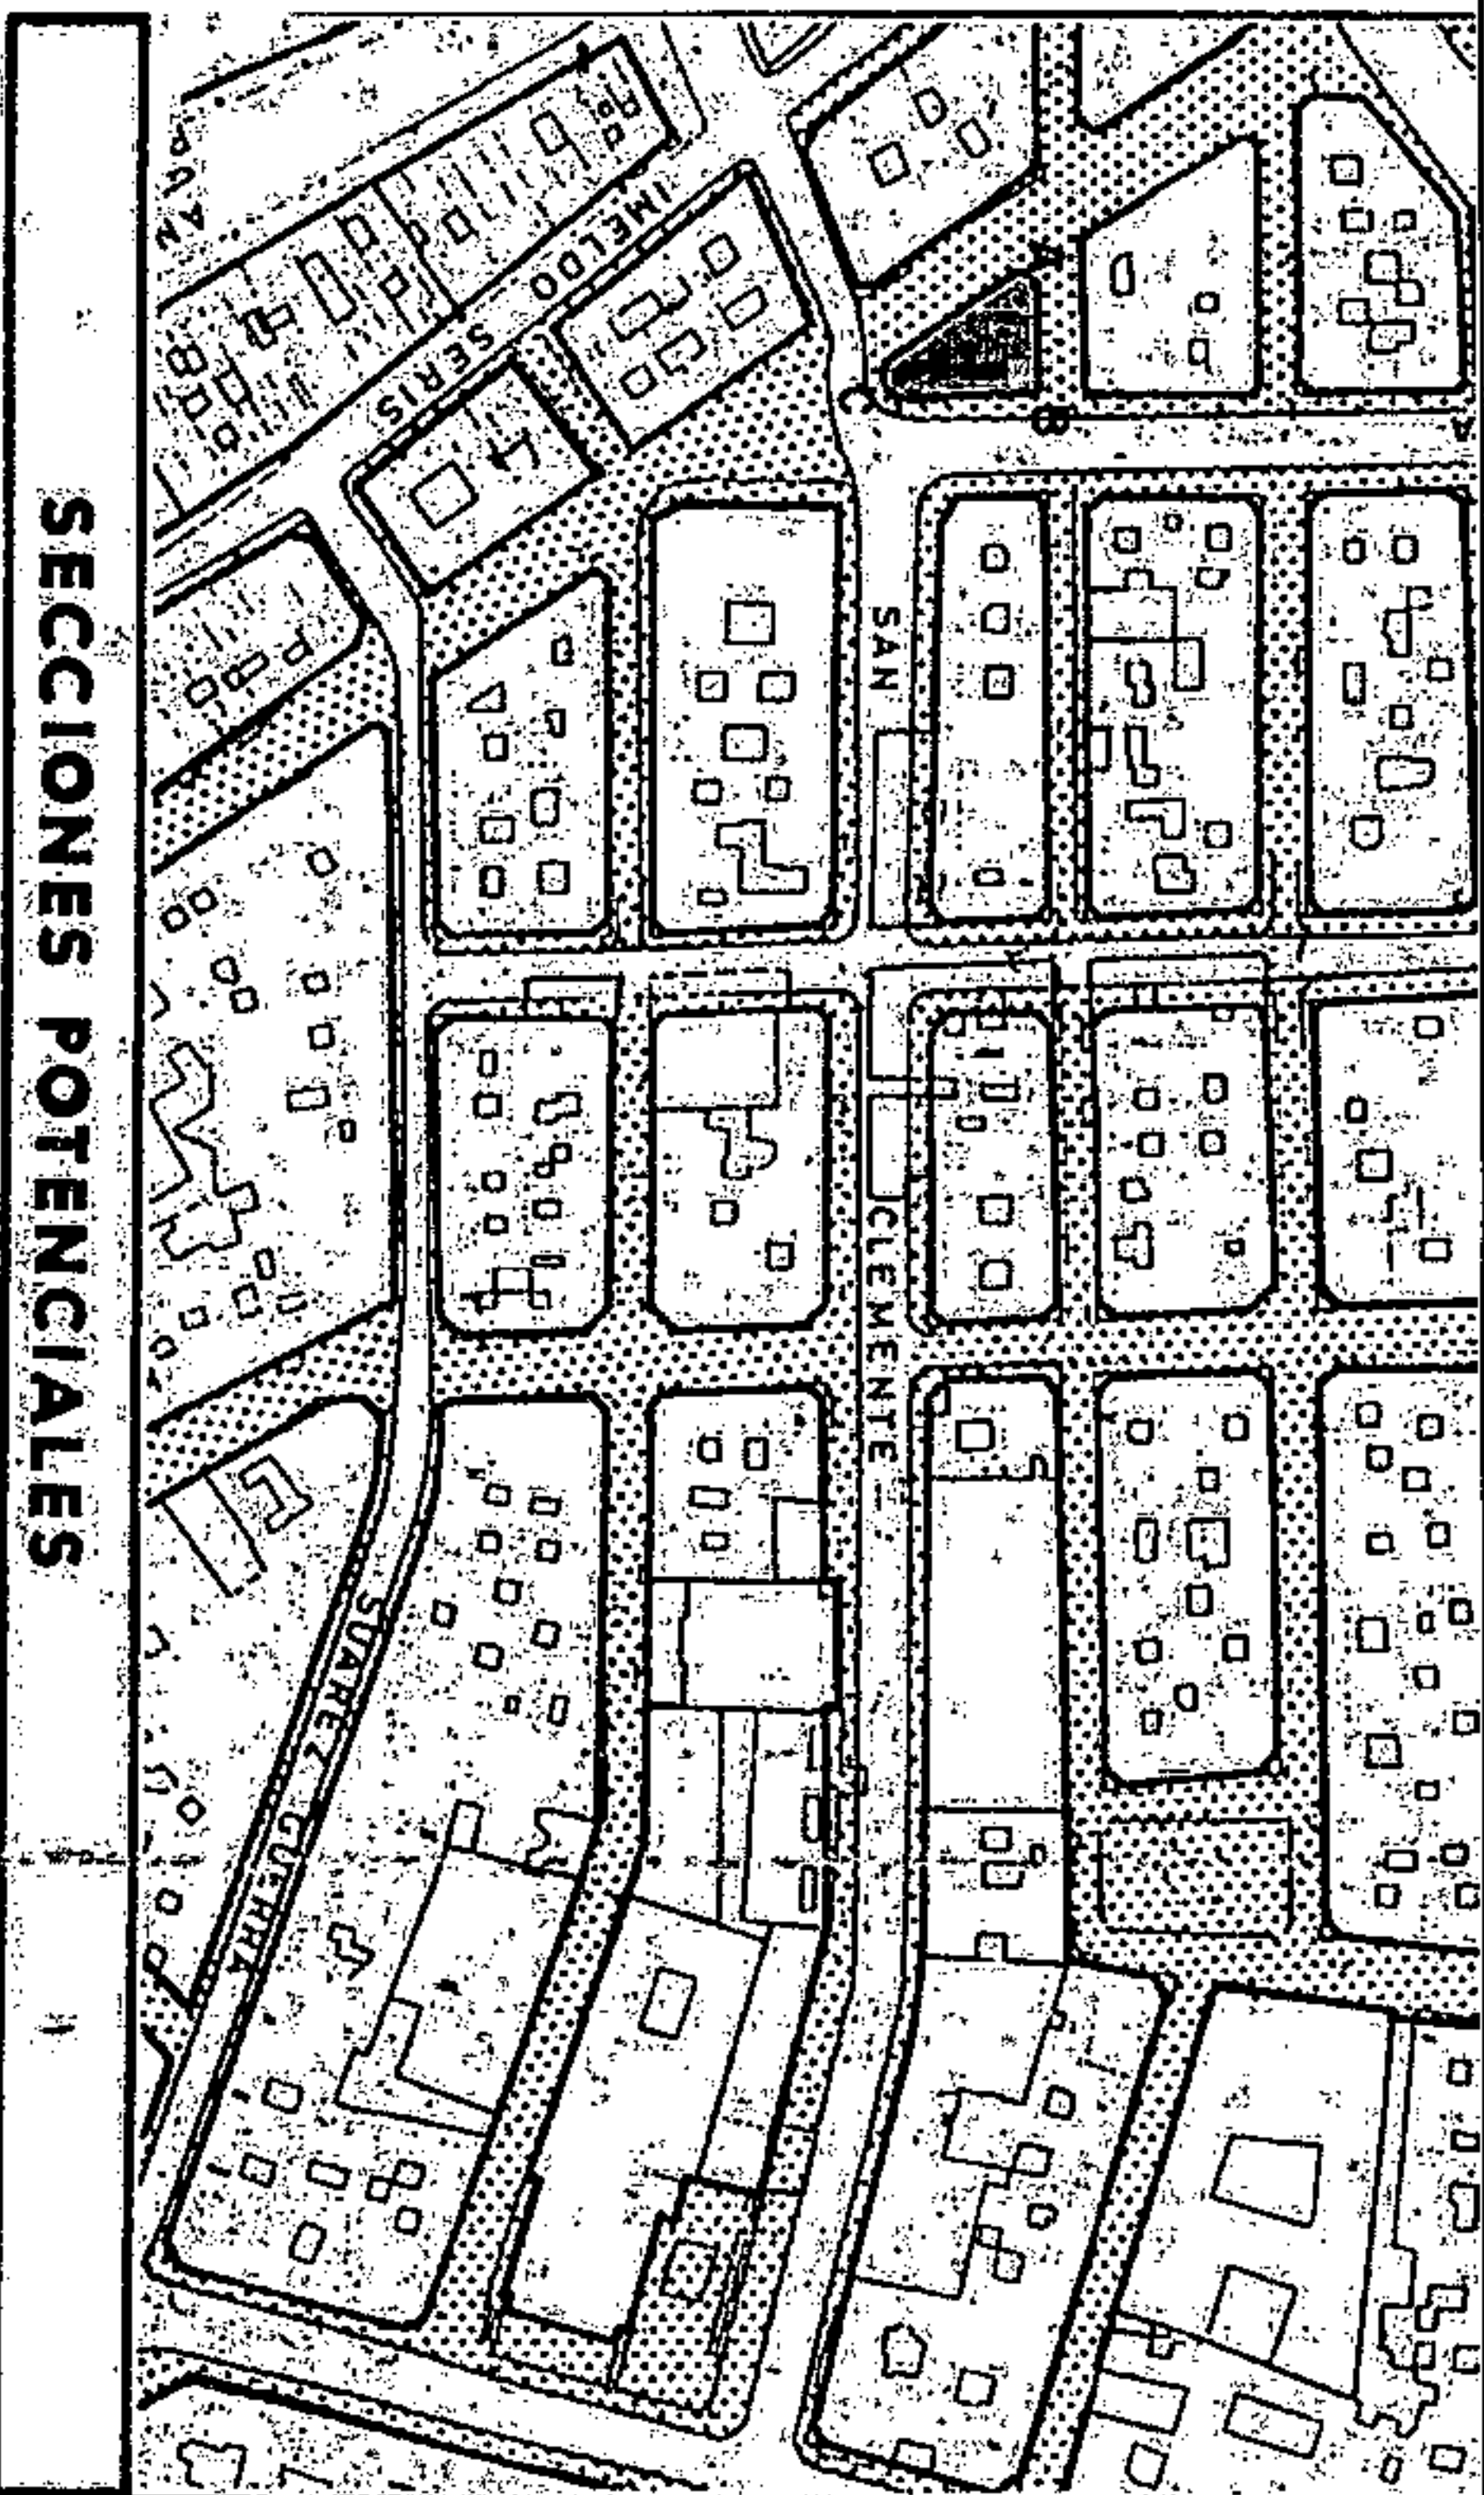 SECCIONES POTENCIALES
IMELDO SERIS
SAN CLEMENTE
SUAREZ GUERRA
A
B
C